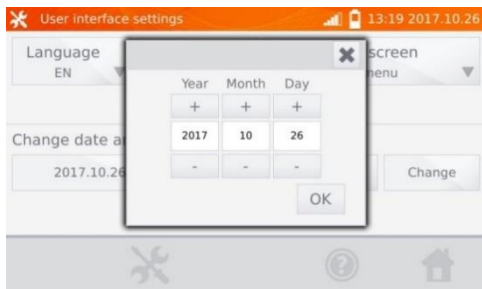 User interface settings
13:19 2017.10.26
Language
EN
screen
enu
Year Month Day
+ + +
2017 10 26
- - -
OK
Change date a
2017.10.26
Change